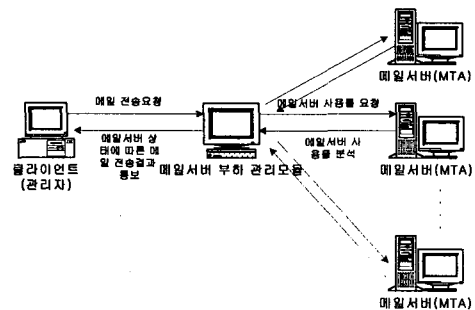 메일서버(MTA)
메일 전송요청
메일서버 사용률 요청
메일서버 상
태에 따른 메
일 전송결과
통보
메일서버 사
용률 분석
클라이언트
(관리자)
메일서버 부하 관리모듈
메일서버(MTA)
메일서버(MTA)